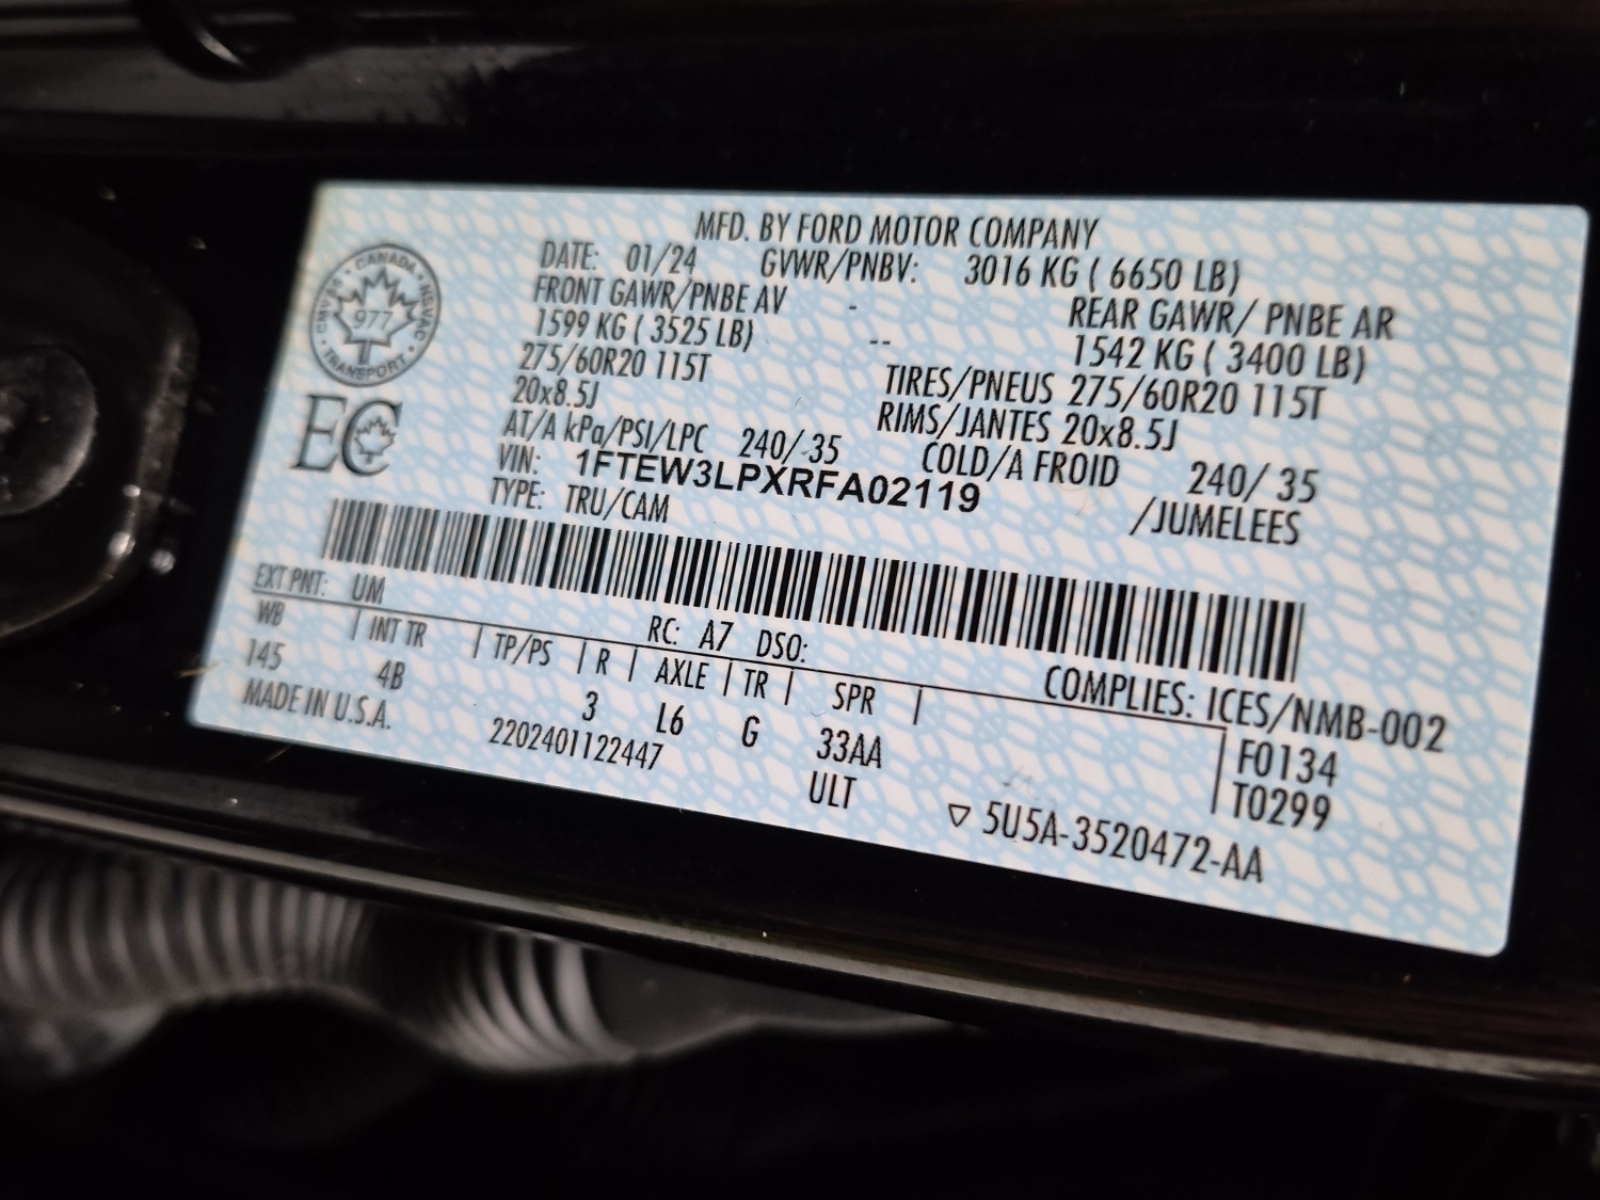 MFD. BY FORD MOTOR COMPANY
DATE: 01/24 GVWR/PNBV: 3016 KG ( 6650 LB)
FRONT GAWR/PNBE AV - REAR GAWR/ PNBE AR
1599 KG ( 3525 LB) -- 1542 KG ( 3400 LB)
275/60R20 115T TIRES/PNEUS 275/60R20 115T
20x8.5J RIMS/JANTES 20x8.5J
AT/A kPa/PSI/LPC 240/ 35 COLD/A FROID 240/ 35
VIN: 1FTEW3LPXRFA02119 /JUMELEES
TYPE: TRU/CAM
CANADA
NSVAC
TRANSPORT
CMVSS
977
EC
EXT PNT: UM RC: A7 DSO: COMPLIES: ICES/NMB-002
WB | INT TR | TP/PS | R | AXLE | TR | SPR | F0134
145 4B 3 L6 G 33AA T0299
MADE IN U.S.A. 2202401122447 ULT ▽ 5U5A-3520472-AA